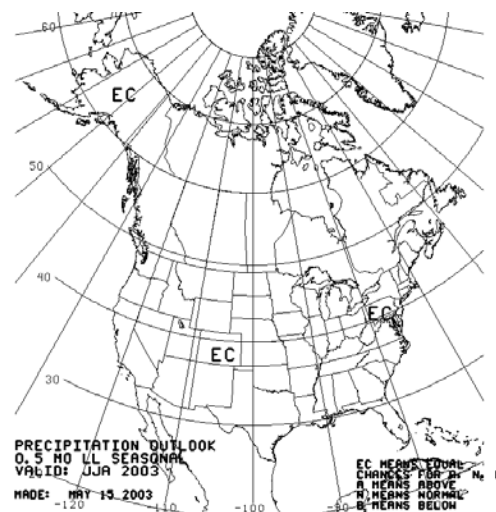 60
EC
50
40
EC
EC
30
PRECIPITATION OUTLOOK
0.5 MO LL SEASONAL
VALID: JJA 2003
MADE: MAY 15 2003
EC MEANS EQUAL
CHANCES FOR A, N,
A MEANS ABOVE
N MEANS NORMAL
B MEANS BELOW
-120
-110
-100
-90
-80